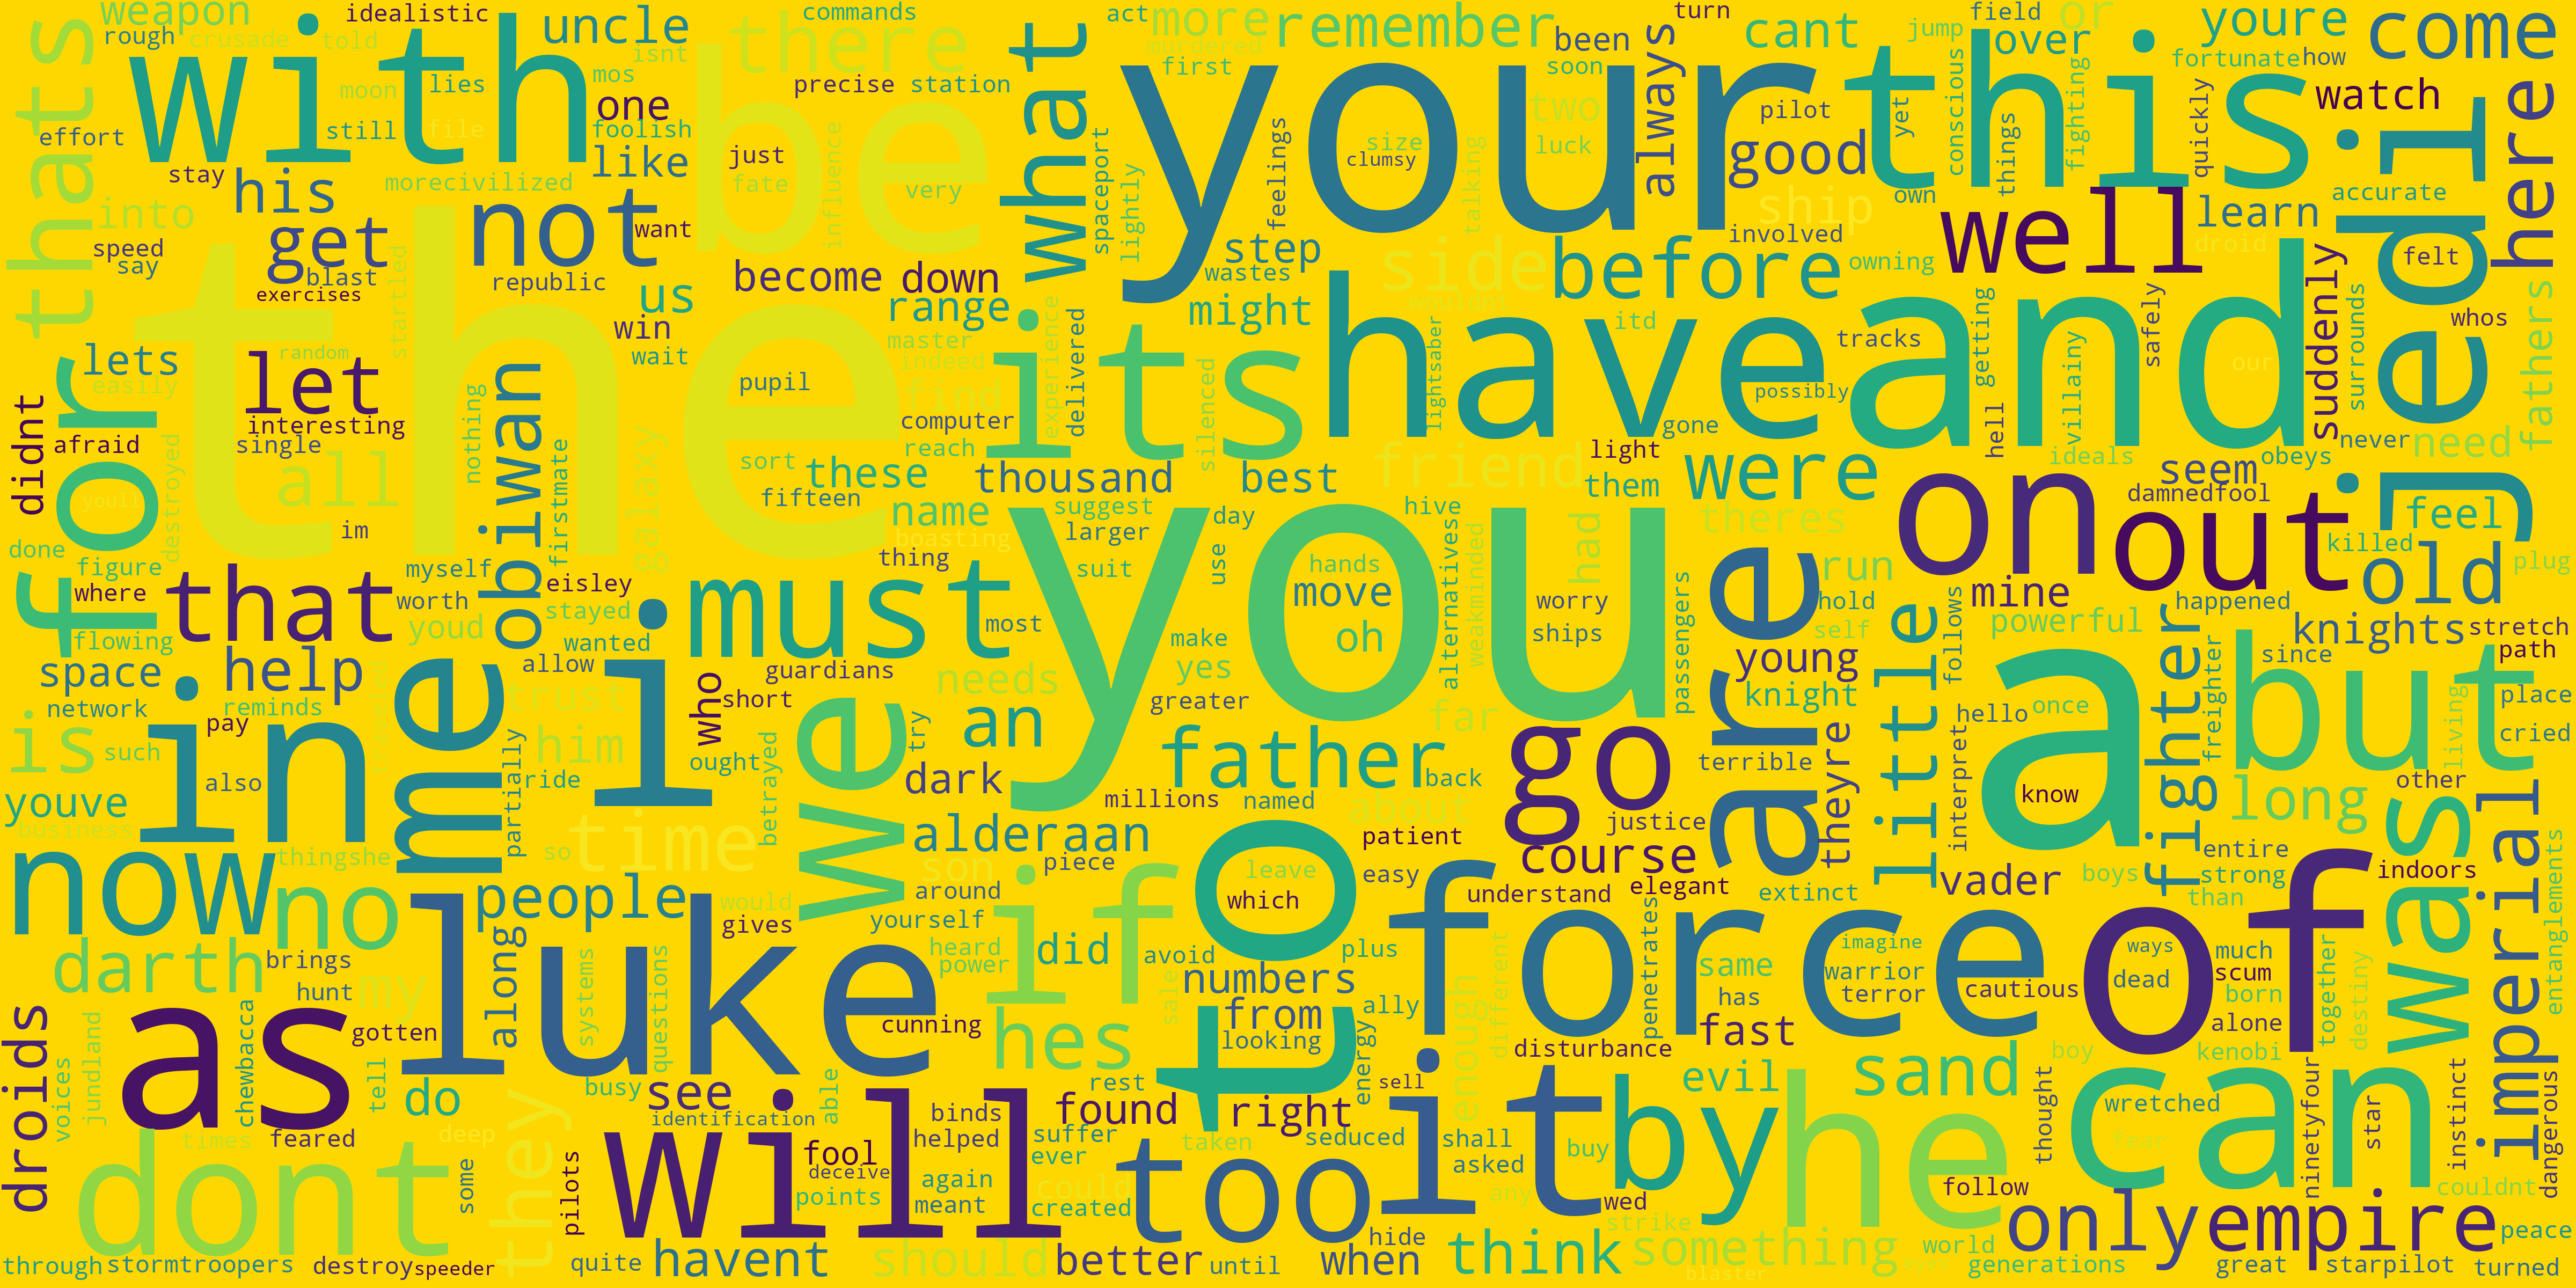 weapon
idealistic
commands
act
more
remember
turn
field
or
youre
come
rough
crusade
told
uncle
isnt
there
what
murdered
first
been
soon
always
cant
jump
over
fortunate
how
thats
with
lies
mos
one
be
precise
station
your
two
pilot
yet
conscious
this
watch
here
moon
effort
still
file
foolish
like
just
fate
influence
very
spaceport
lightly
feelings
size
clumsy
talking
luck
good
own
things
fighting
quickly
accurate
jedi
stay
his
morecivilized
not
want
ship
involved
well
learn
into
get
speed
say
blast
exercises
startled
republic
us
become
down
step
wastes
side
wouldnt
before
owning
droid
felt
range
might
have
and
suddenly
surrounds
whos
fathers
for
the
lets
easily
random
let
win
wait
master
indeed
its
experience
delivered
itd
lightsaber
tracks
possibly
getting
safely
our
didnt
afraid
interesting
single
obiwan
nothing
firstmate
pupil
find
computer
reach
silenced
friend
light
gone
were
hell
villainy
ideals
obeys
never
need
all
youll
destroyed
galaxy
sort
these
fifteen
thousand
best
them
theres
on
seem
damnedfool
out
feel
im
name
boasting
suggest
larger
day
hive
you
had
done
figure
where
that
myself
worth
youd
eisley
stayed
wanted
must
thing
most
suit
use
alternatives
hands
move
oh
worry
ships
are
run
hold
self
mine
powerful
killed
old
plug
happened
flowing
space
help
me
i
allow
guardians
make
yes
greater
weakminded
passengers
young
knight
little
follows
a
fighter
freighter
knights
stretch
since
path
but
network
reminds
in
trust
who
short
we
needs
an
try
father
far
go
terrible
theyre
hello
interpret
once
know
living
place
cried
is
such
pay
also
partially
him
ride
ought
betrayed
dark
millions
named
back
about
justice
long
other
imperial
youve
business
now
thingshe
so
time
alderaan
son
piece
to
patient
course
vader
boys
entire
strong
was
indoors
entanglements
no
luke
people
along
would
gives
around
yourself
if
which
leave
easy
understand
elegant
extinct
than
force
of
darth
brings
my
hunt
systems
questions
heard
power
did
avoid
sale
plus
numbers
from
ally
enough
different
penetrates
same
has
imagine
warrior
terror
cautious
ways
dead
much
scum
born
together
destiny
droids
as
gotten
cunning
hes
looking
energy
disturbance
fast
alone
kenobi
voices
jundland
chewbacca
tell
do
busy
see
identification
able
rest
found
right
sell
it
evil
by
he
sand
thought
boy
can
ninetyfour
star
instinct
dangerous
wretched
dont
times
feared
deep
some
they
pilots
will
fool
deceive
points
binds
helped
again
meant
suffer
ever
could
created
taken
too
seduced
shall
asked
any
buy
wed
fear
follow
couldnt
through
stormtroopers
destroy
speeder
quite
havent
should
better
until
when
hide
think
strike
something
blaster
world
only
generations
empire
great
starpilot
peace
turned